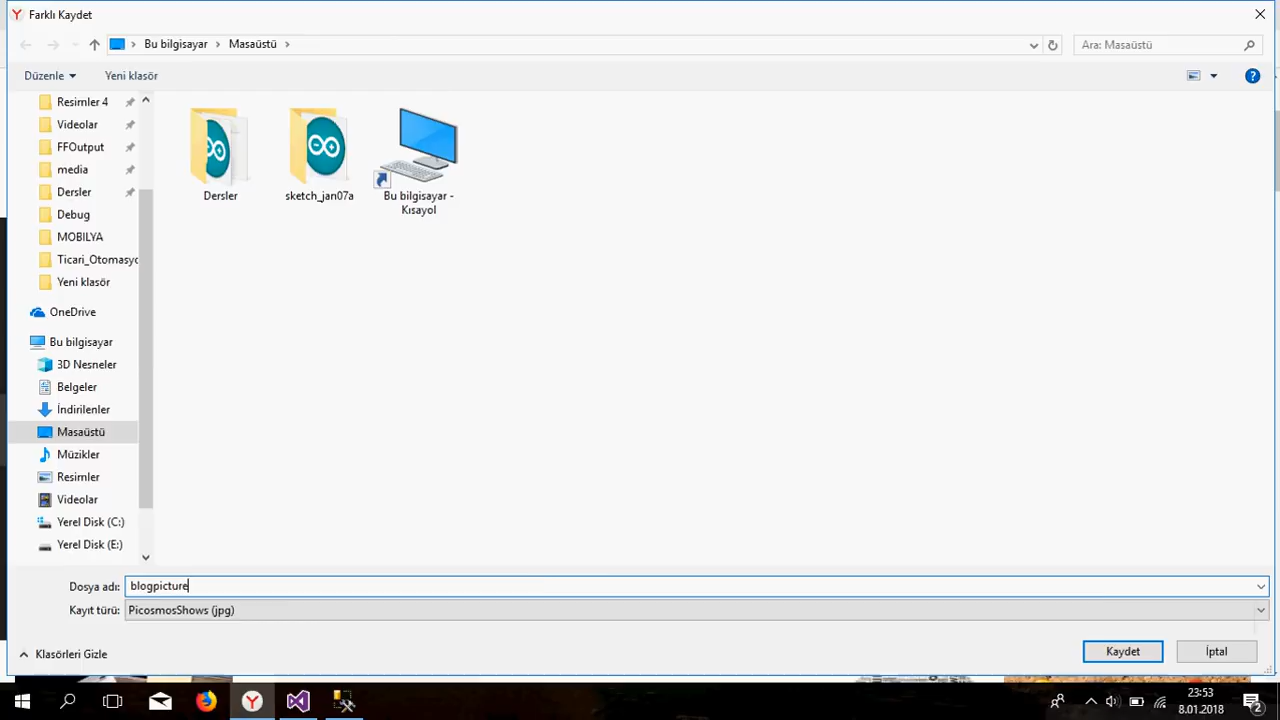 Farklı Kaydet
Bu bilgisayar
Masaüstü
Ara: Masaüstü
Düzenle
Yeni klasör
Resimler 4
Videolar
FFOutput
media
Dersler
Debug
MOBILYA
Ticari_Otomasyo
Yeni klasör
OneDrive
Bu bilgisayar
3D Nesneler
Belgeler
İndirilenler
Masaüstü
Müzikler
Resimler
Videolar
Yerel Disk (C:)
Yerel Disk (E:)
Dersler
sketch_jan07a
Bu bilgisayar -
Kısayol
Dosya adı: blogpicture
Kayıt türü: PicosmosShows (jpg)
Klasörleri Gizle
Kaydet
İptal
23:53
8.01.2018
2